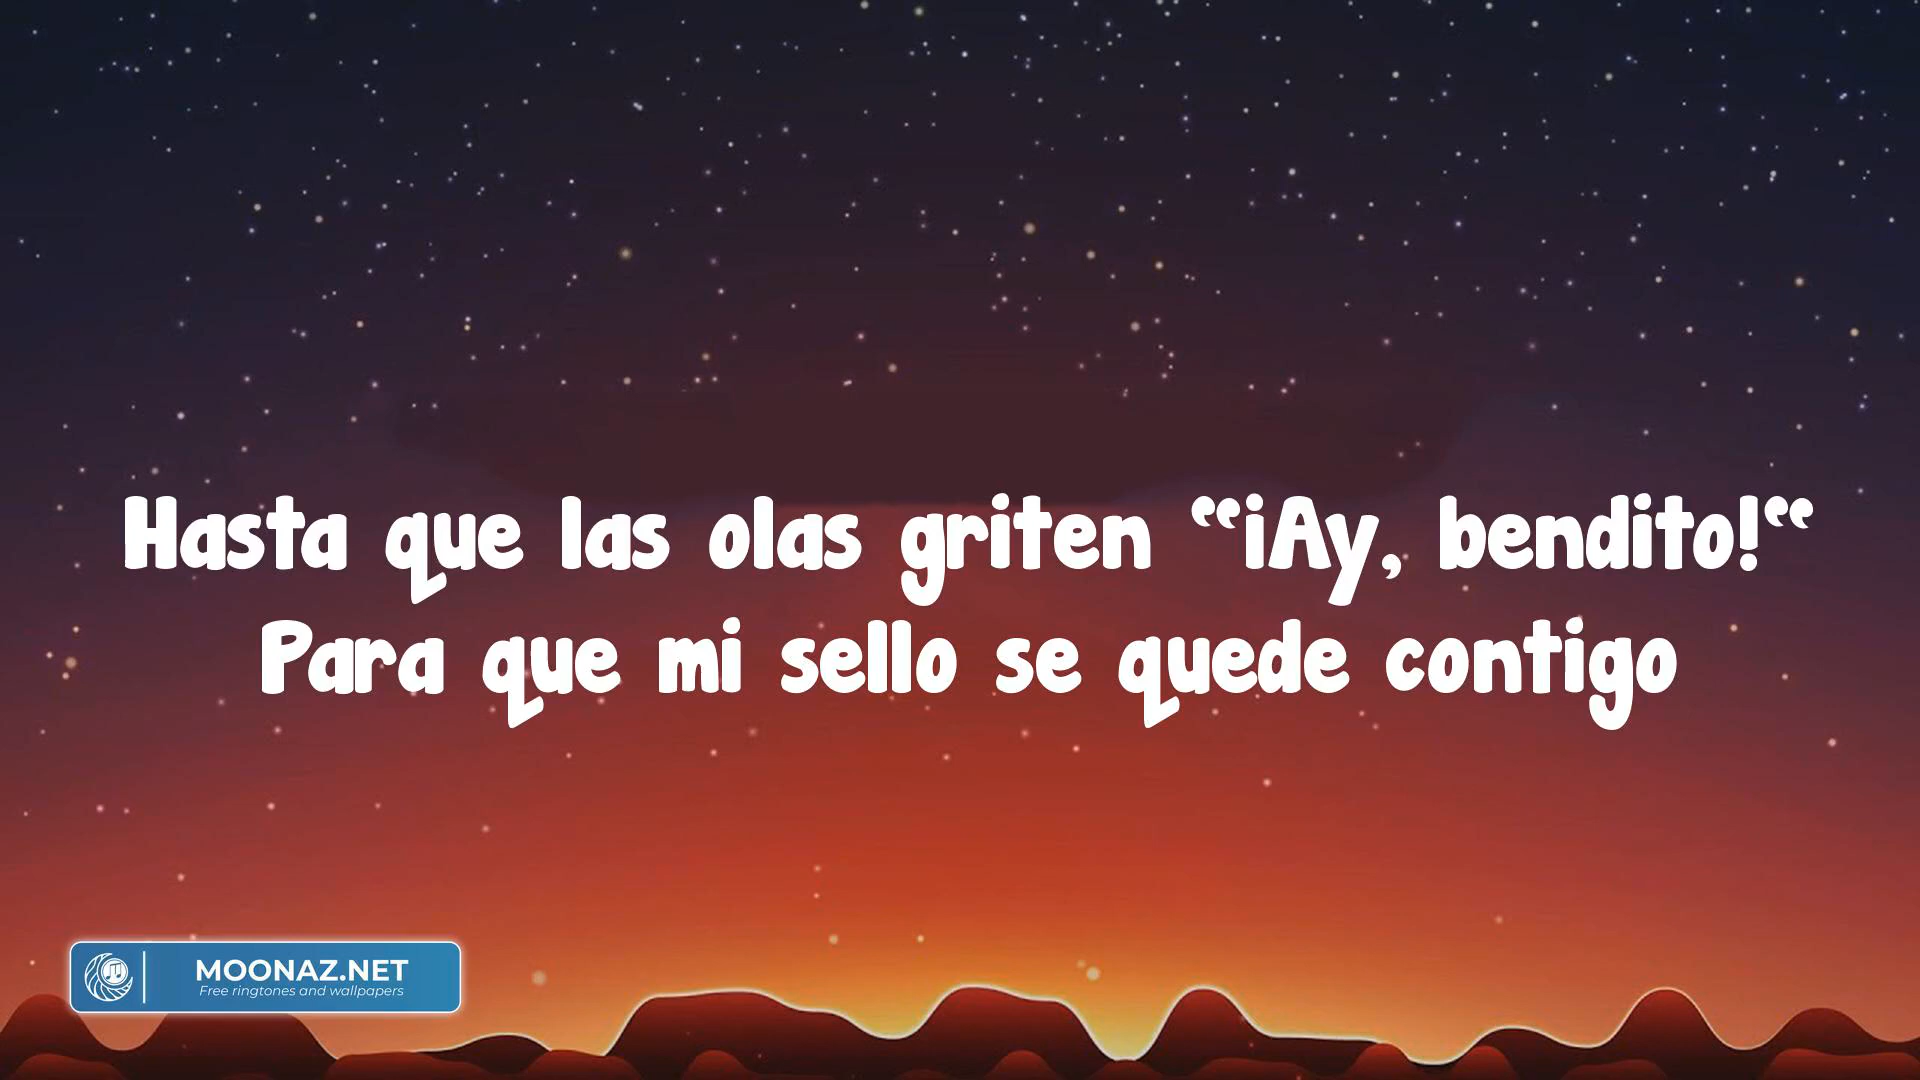 Hasta que las olas griten “¡Ay, bendito!“
Para que mi sello se quede contigo
MOONAZ.NET
Free ringtones and wallpapers